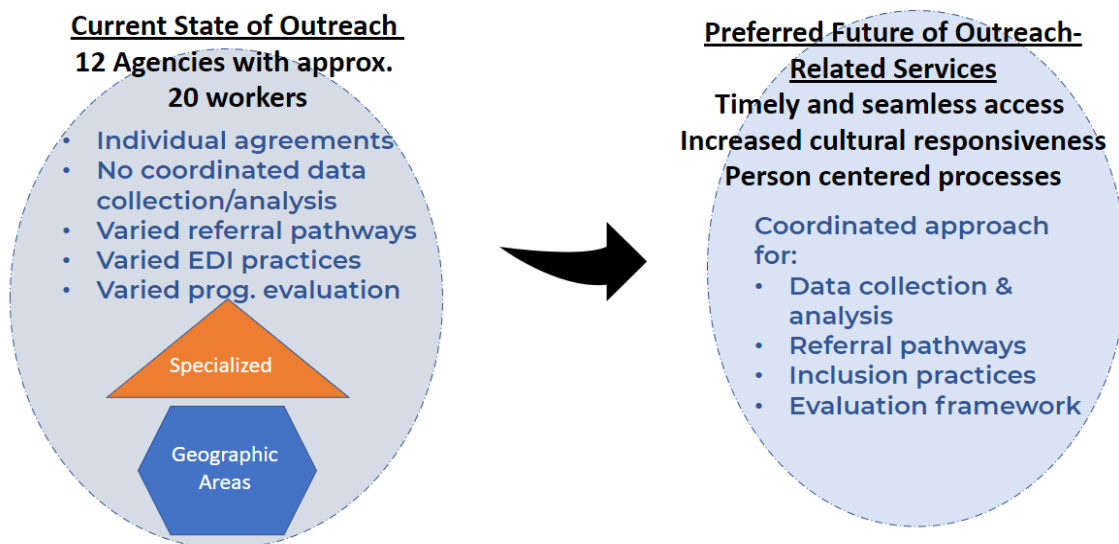 Current State of Outreach
12 Agencies with approx.
20 workers
• Individual agreements
• No coordinated data
collection/analysis
• Varied referral pathways
• Varied EDI practices
• Varied prog. evaluation
Specialized
Geographic
Areas
Preferred Future of Outreach-
Related Services
Timely and seamless access
Increased cultural responsiveness
Person centered processes
Coordinated approach
for:
• Data collection &
analysis
• Referral pathways
• Inclusion practices
• Evaluation framework